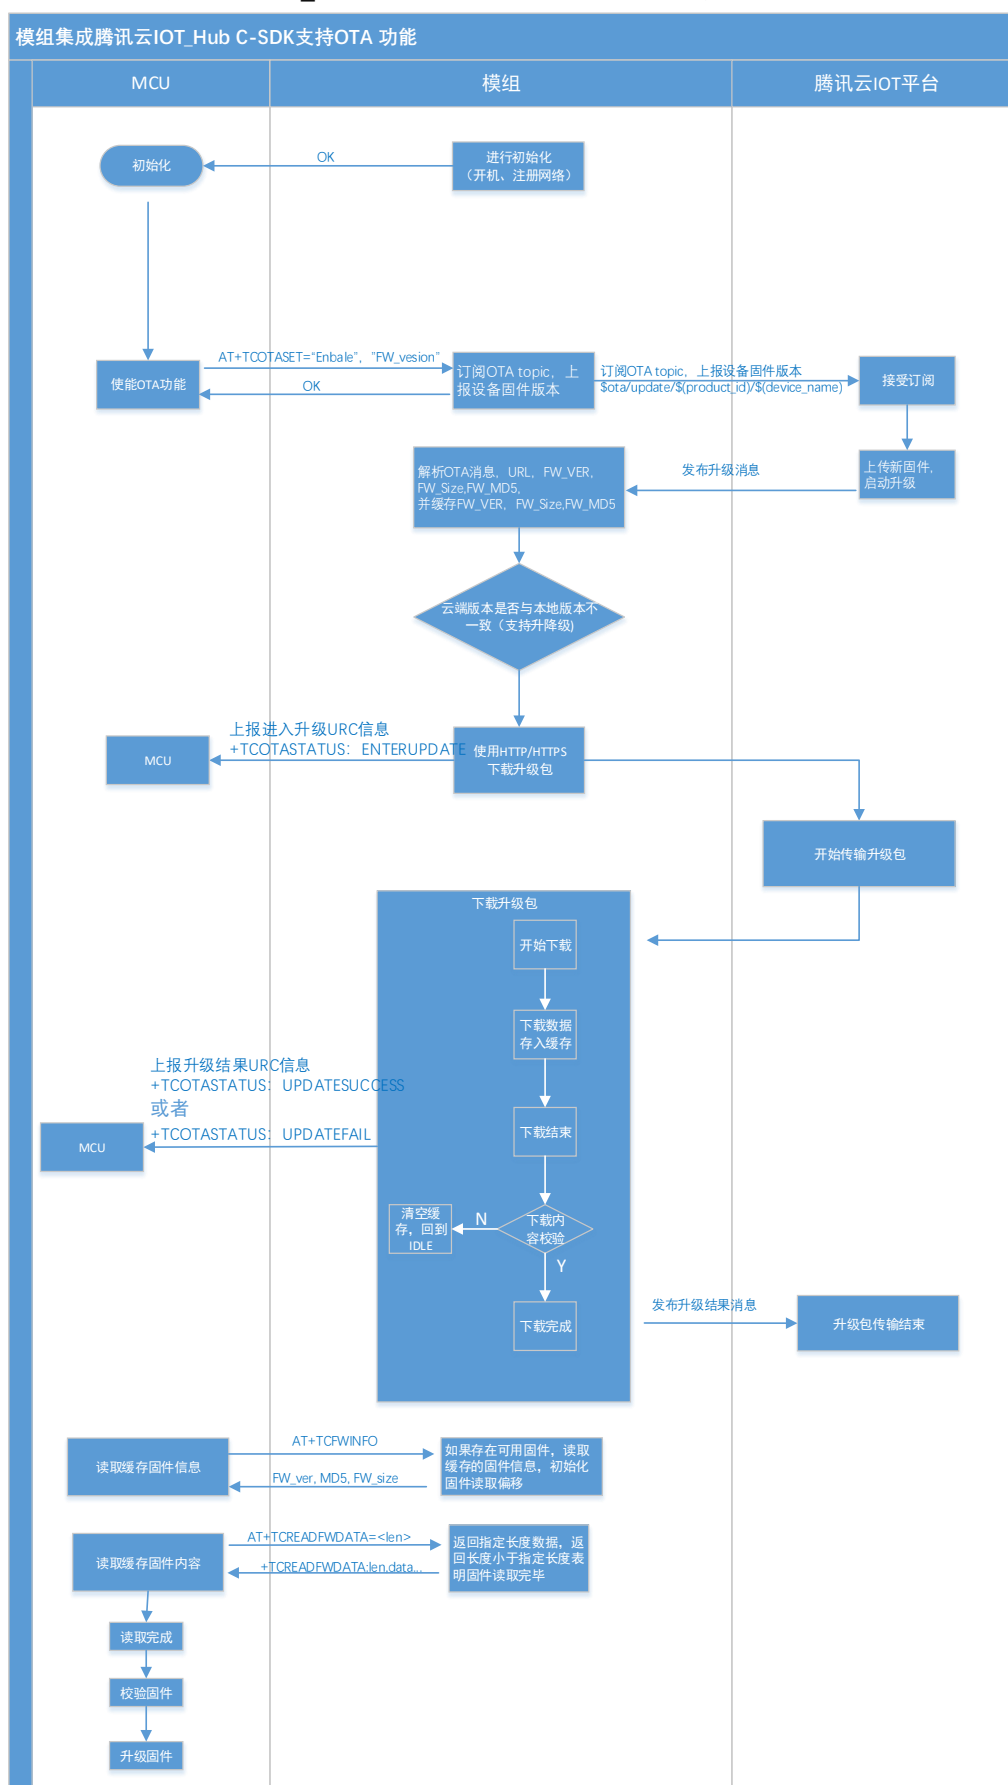 模组集成腾讯云IOT_Hub C-SDK支持OTA 功能
MCU
模组
腾讯云IOT平台
初始化
OK
进行初始化
（开机、注册网络）
AT+TCOTASET=“Enbale”，”FW_vesion”
使能OTA功能
OK
订阅OTA topic，上
报设备固件版本
订阅OTA topic，上报设备固件版本
$ota/update/$(product_id)/$(device_name)
接受订阅
解析OTA消息，URL，FW_VER,
FW_Size,FW_MD5,
并缓存FW_VER，FW_Size,FW_MD5
发布升级消息
上传新固件，
启动升级
云端版本是否与本地版本不
一致（支持升降级)
上报进入升级URC信息
+TCOTASTATUS：ENTERUPDATE
MCU
使用HTTP/HTTPS
下载升级包
开始传输升级包
下载升级包
开始下载
下载数据
存入缓存
上报升级结果URC信息
+TCOTASTATUS：UPDATESUCCESS
或者
+TCOTASTATUS：UPDATEFAIL
MCU
下载结束
清空缓
存，回到
IDLE
N
下载内
容校验
Y
下载完成
发布升级结果消息
升级包传输结束
读取缓存固件信息
AT+TCFWINFO
FW_ver, MD5, FW_size
如果存在可用固件，读取
缓存的固件信息，初始化
固件读取偏移
读取缓存固件内容
AT+TCREADFWDATA=<len>
+TCREADFWDATA:len,data...
返回指定长度数据，返
回长度小于指定长度表
明固件读取完毕
读取完成
校验固件
升级固件